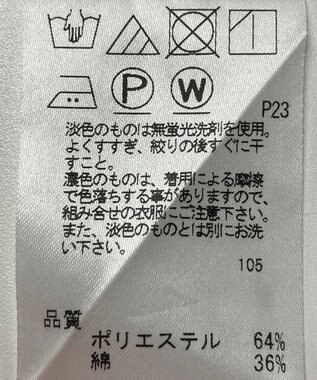 P
W
P23
淡色のものは無蛍光洗剤を使用。
よくすすぎ、絞りの後すぐに干
すこと。
濃色のものは、着用による摩擦
で色落ちする事がありますので、
組み合せの衣服にご注意下さい。
また、淡色のものとは別にお洗
い下さい。
105
品質
ポリエステル 64%
綿 36%